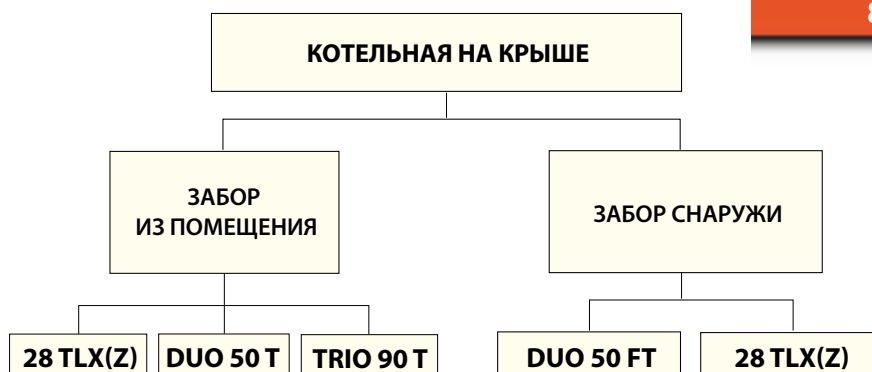 КОТЕЛЬНАЯ НА КРЫШЕ
ЗАБОР
ИЗ ПОМЕЩЕНИЯ
ЗАБОР СНАРУЖИ
28 TLX(Z)
DUO 50 T
TRIO 90 T
DUO 50 FT
28 TLX(Z)